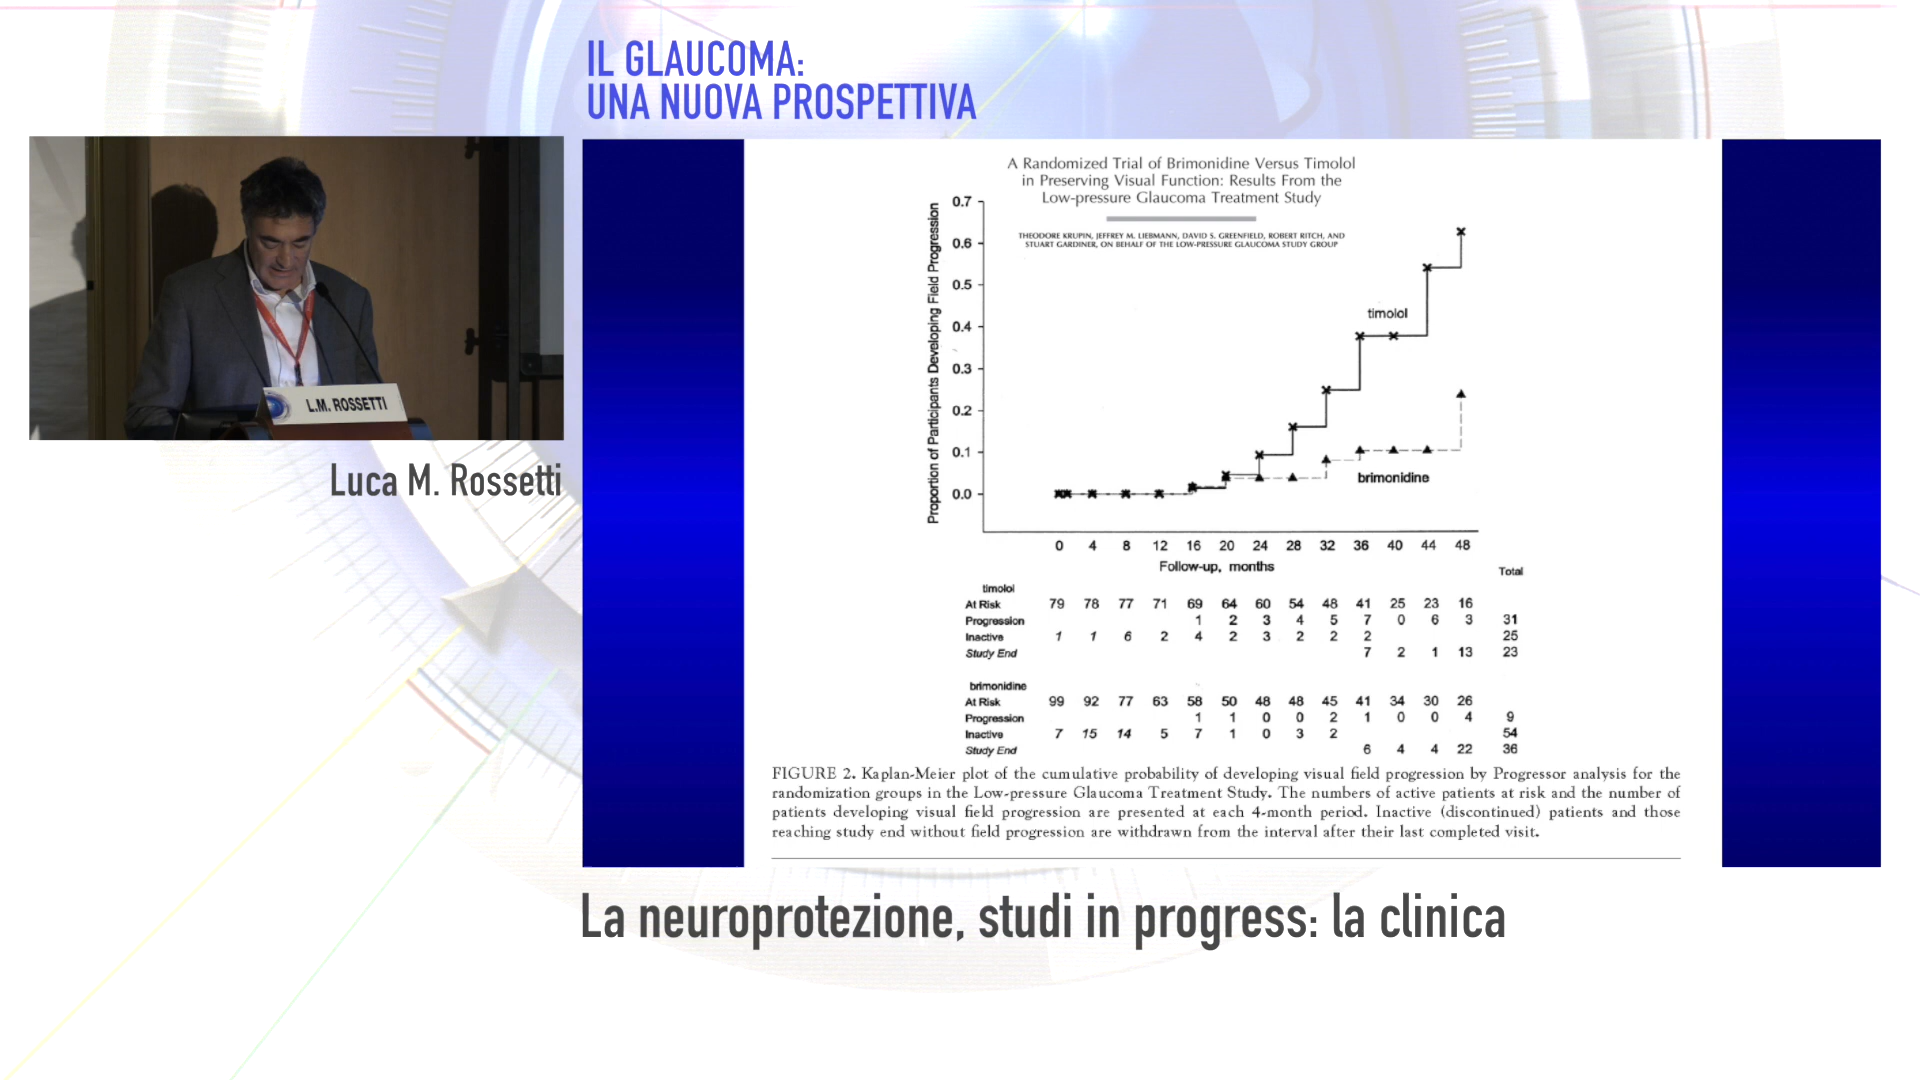 IL GLAUCOMA:
UNA NUOVA PROSPETTIVA
L.M. ROSSETTI
Luca M. Rossetti
A Randomized Trial of Brimonidine Versus Timolol
in Preserving Visual Function: Results From the
Low-pressure Glaucoma Treatment Study
THEODORE KRUPIN, JEFFREY M. LIEBMANN, DAVID S. GREENFIELD, ROBERT RITCH, AND
STUART GARDINER, ON BEHALF OF THE LOW-PRESSURE GLAUCOMA STUDY GROUP
Proportion of Participants Developing Field Progression
0.7
0.6
0.5
0.4
0.3
0.2
0.1
0.0
timolol
brimonidine
0 4 8 12 16 20 24 28 32 36 40 44 48
Follow-up, months
Total
timolol
At Risk 79 78 77 71 69 64 60 54 48 41 25 23 16
Progression 1 2 3 4 5 7 0 6 3 31
Inactive 1 1 6 2 4 2 3 2 2 2 25
Study End 7 2 1 13 23
brimonidine
At Risk 99 92 77 63 58 50 48 48 45 41 34 30 26
Progression 1 1 0 0 2 1 0 0 4 9
Inactive 7 15 14 5 7 1 0 3 2 54
Study End 6 4 4 22 36
FIGURE 2. Kaplan-Meier plot of the cumulative probability of developing visual field progression by Progressor analysis for the
randomization groups in the Low-pressure Glaucoma Treatment Study. The numbers of active patients at risk and the number of
patients developing visual field progression are presented at each 4-month period. Inactive (discontinued) patients and those
reaching study end without field progression are withdrawn from the interval after their last completed visit.
La neuroprotezione, studi in progress: la clinica